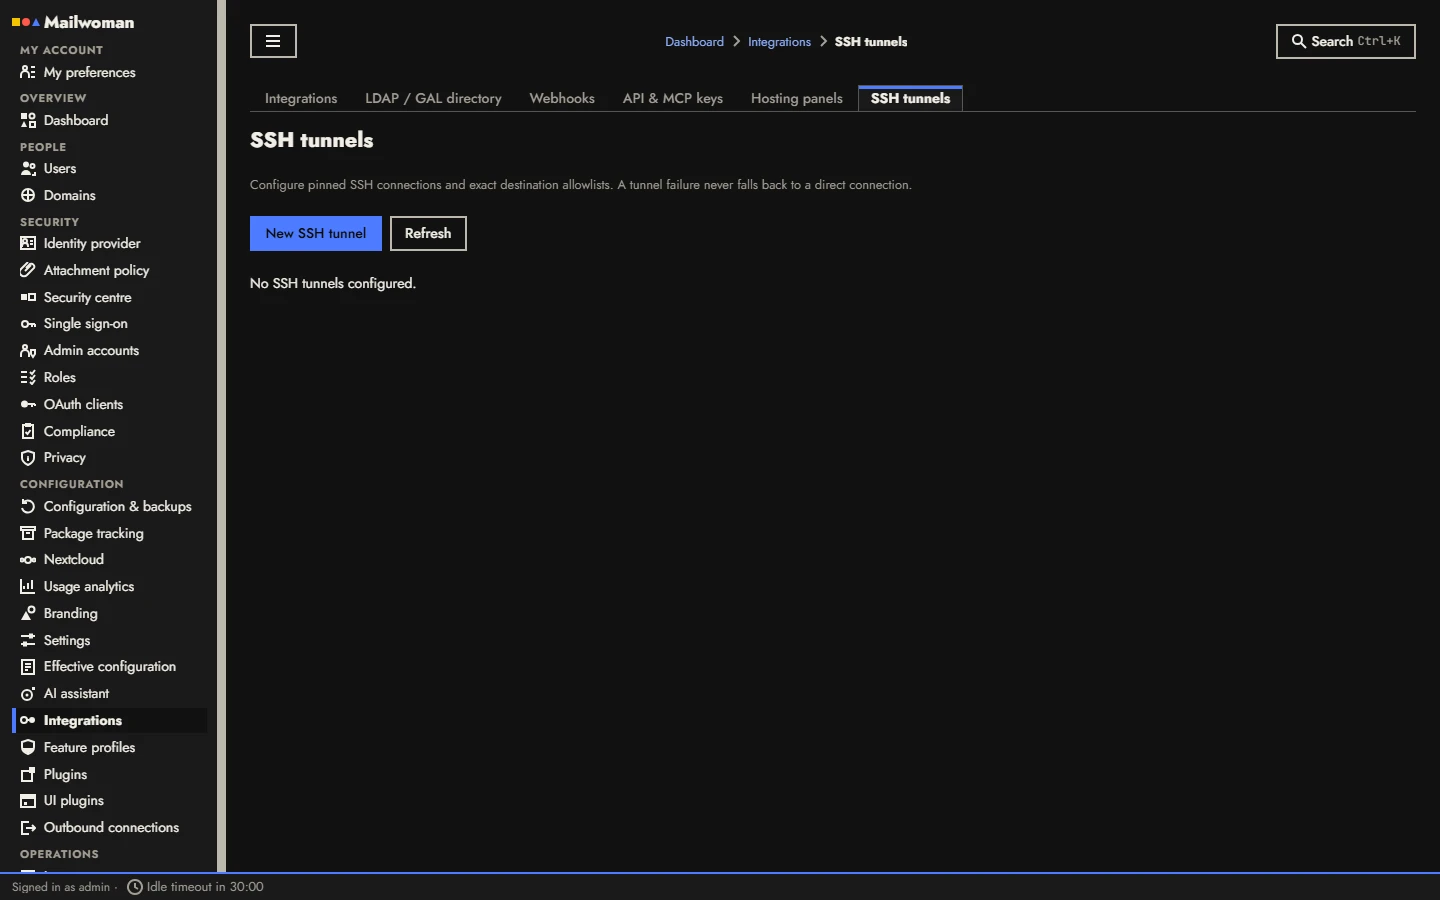 Mailwoman
MY ACCOUNT
My preferences
OVERVIEW
Dashboard
PEOPLE
Users
Domains
SECURITY
Identity provider
Attachment policy
Security centre
Single sign-on
Admin accounts
Roles
OAuth clients
Compliance
Privacy
CONFIGURATION
Configuration & backups
Package tracking
Nextcloud
Usage analytics
Branding
Settings
Effective configuration
AI assistant
Integrations
Feature profiles
Plugins
UI plugins
Outbound connections
OPERATIONS
Dashboard Integrations SSH tunnels
Search Ctrl+K
Integrations LDAP / GAL directory Webhooks API & MCP keys Hosting panels SSH tunnels
SSH tunnels
Configure pinned SSH connections and exact destination allowlists. A tunnel failure never falls back to a direct connection.
New SSH tunnel Refresh
No SSH tunnels configured.
Signed in as admin · Idle timeout in 30:00